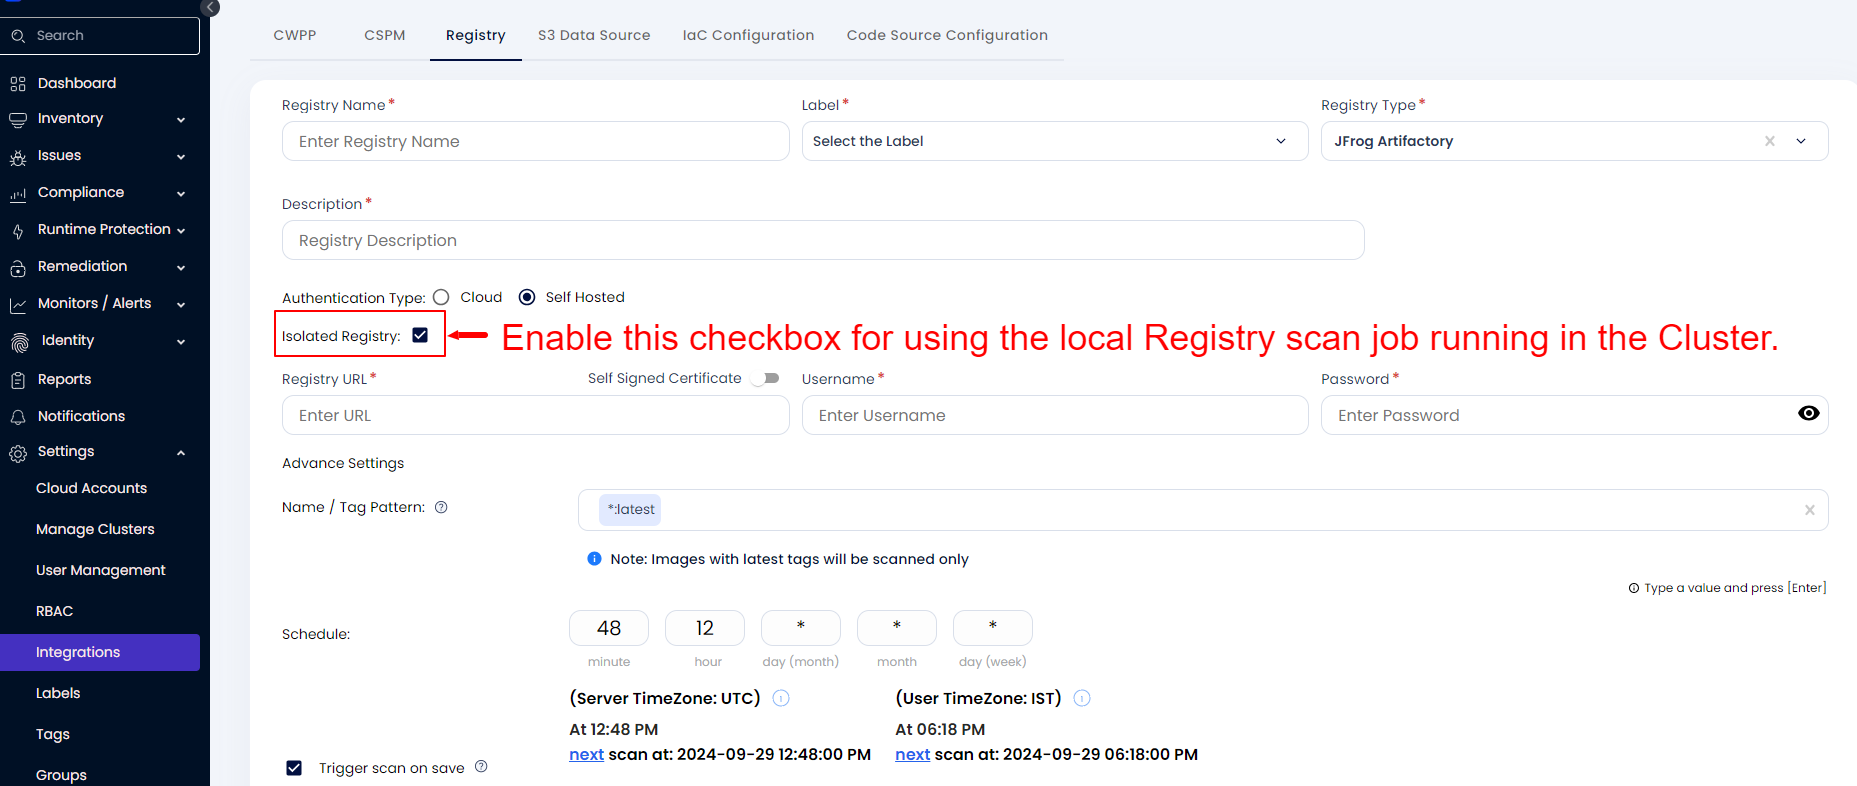 Search
Dashboard
Inventory
Issues
Compliance
Runtime Protection
Remediation
Monitors / Alerts
Identity
Reports
Notifications
Settings
Cloud Accounts
Manage Clusters
User Management
RBAC
Integrations
Labels
Tags
Groups
CWPP CSPM Registry S3 Data Source IaC Configuration Code Source Configuration
Registry Name* Label* Registry Type*
Enter Registry Name Select the Label JFrog Artifactory
Description*
Registry Description
Authentication Type: Cloud Self Hosted
Isolated Registry: Enable this checkbox for using the local Registry scan job running in the Cluster.
Registry URL* Self Signed Certificate Username* Password*
Enter URL Enter Username Enter Password
Advance Settings
Name / Tag Pattern: *:latest
Note: Images with latest tags will be scanned only
Type a value and press [Enter]
Schedule: 48 12 * * *
minute hour day (month) month day (week)
(Server TimeZone: UTC) (User TimeZone: IST)
At 12:48 PM At 06:18 PM
next scan at: 2024-09-29 12:48:00 PM next scan at: 2024-09-29 06:18:00 PM
Trigger scan on save